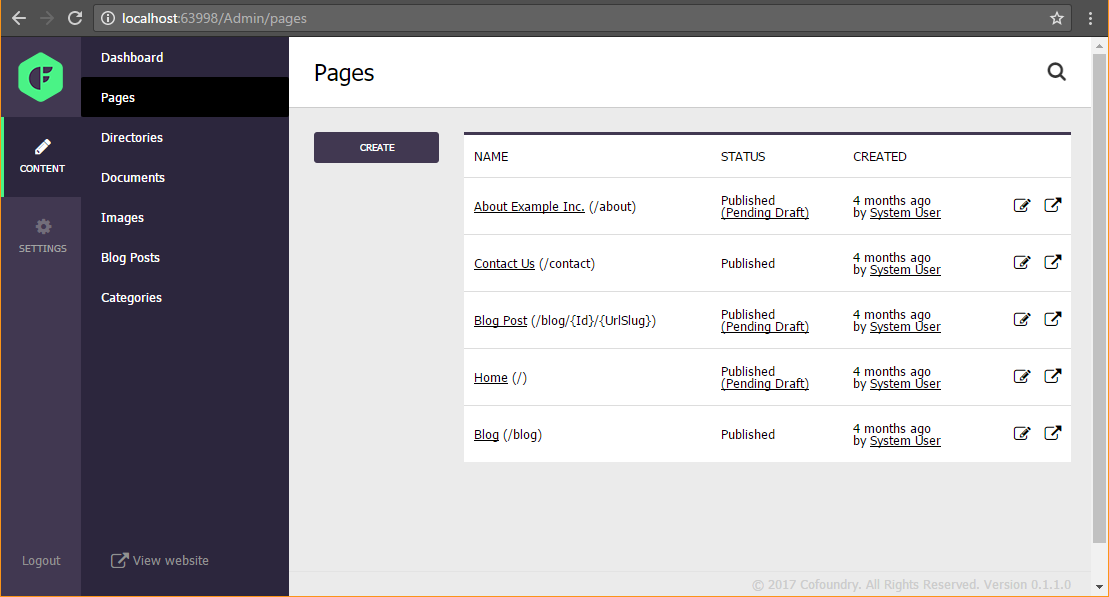 localhost:63998/Admin/pages
Dashboard
Pages
Directories
Documents
Images
Blog Posts
Categories
CONTENT
SETTINGS
Logout
View website
Pages
CREATE
NAME STATUS CREATED
About Example Inc. (/about) Published (Pending Draft) 4 months ago by System User
Contact Us (/contact) Published 4 months ago by System User
Blog Post (/blog/{Id}/{UrlSlug}) Published (Pending Draft) 4 months ago by System User
Home (/) Published (Pending Draft) 4 months ago by System User
Blog (/blog) Published 4 months ago by System User
© 2017 Cofoundry. All Rights Reserved. Version 0.1.1.0